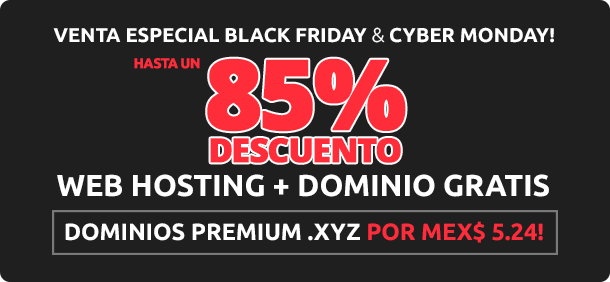 VENTA ESPECIAL BLACK FRIDAY & CYBER MONDAY!
HASTA UN
85%
DESCUENTO
WEB HOSTING + DOMINIO GRATIS
DOMINIOS PREMIUM .XYZ POR MEX$ 5.24!